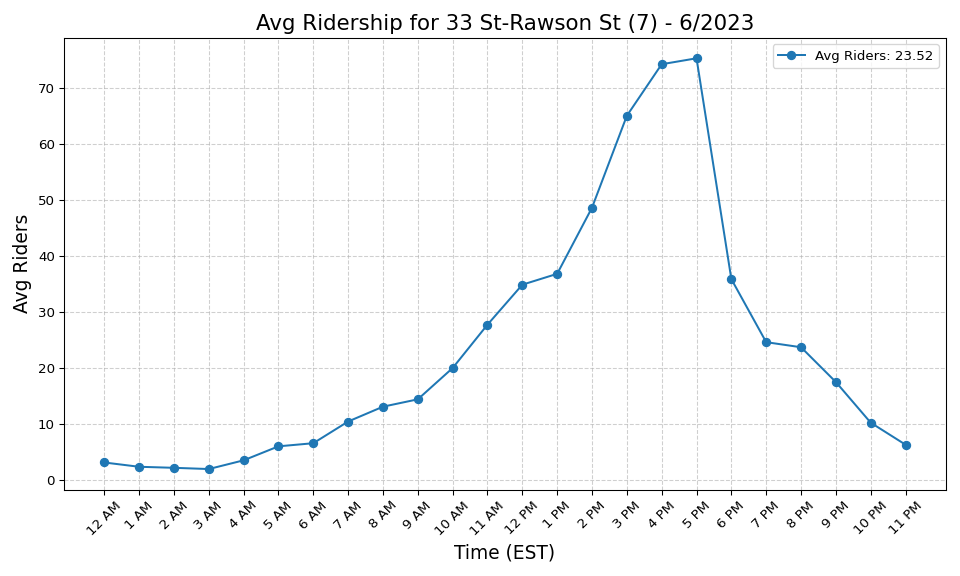 Avg Ridership for 33 St-Rawson St (7) - 6/2023
Avg Riders: 23.52
Avg Riders
70
60
50
40
30
20
10
0
12 AM
1 AM
2 AM
3 AM
4 AM
5 AM
6 AM
7 AM
8 AM
9 AM
10 AM
11 AM
12 PM
1 PM
2 PM
3 PM
4 PM
5 PM
6 PM
7 PM
8 PM
9 PM
10 PM
11 PM
Time (EST)